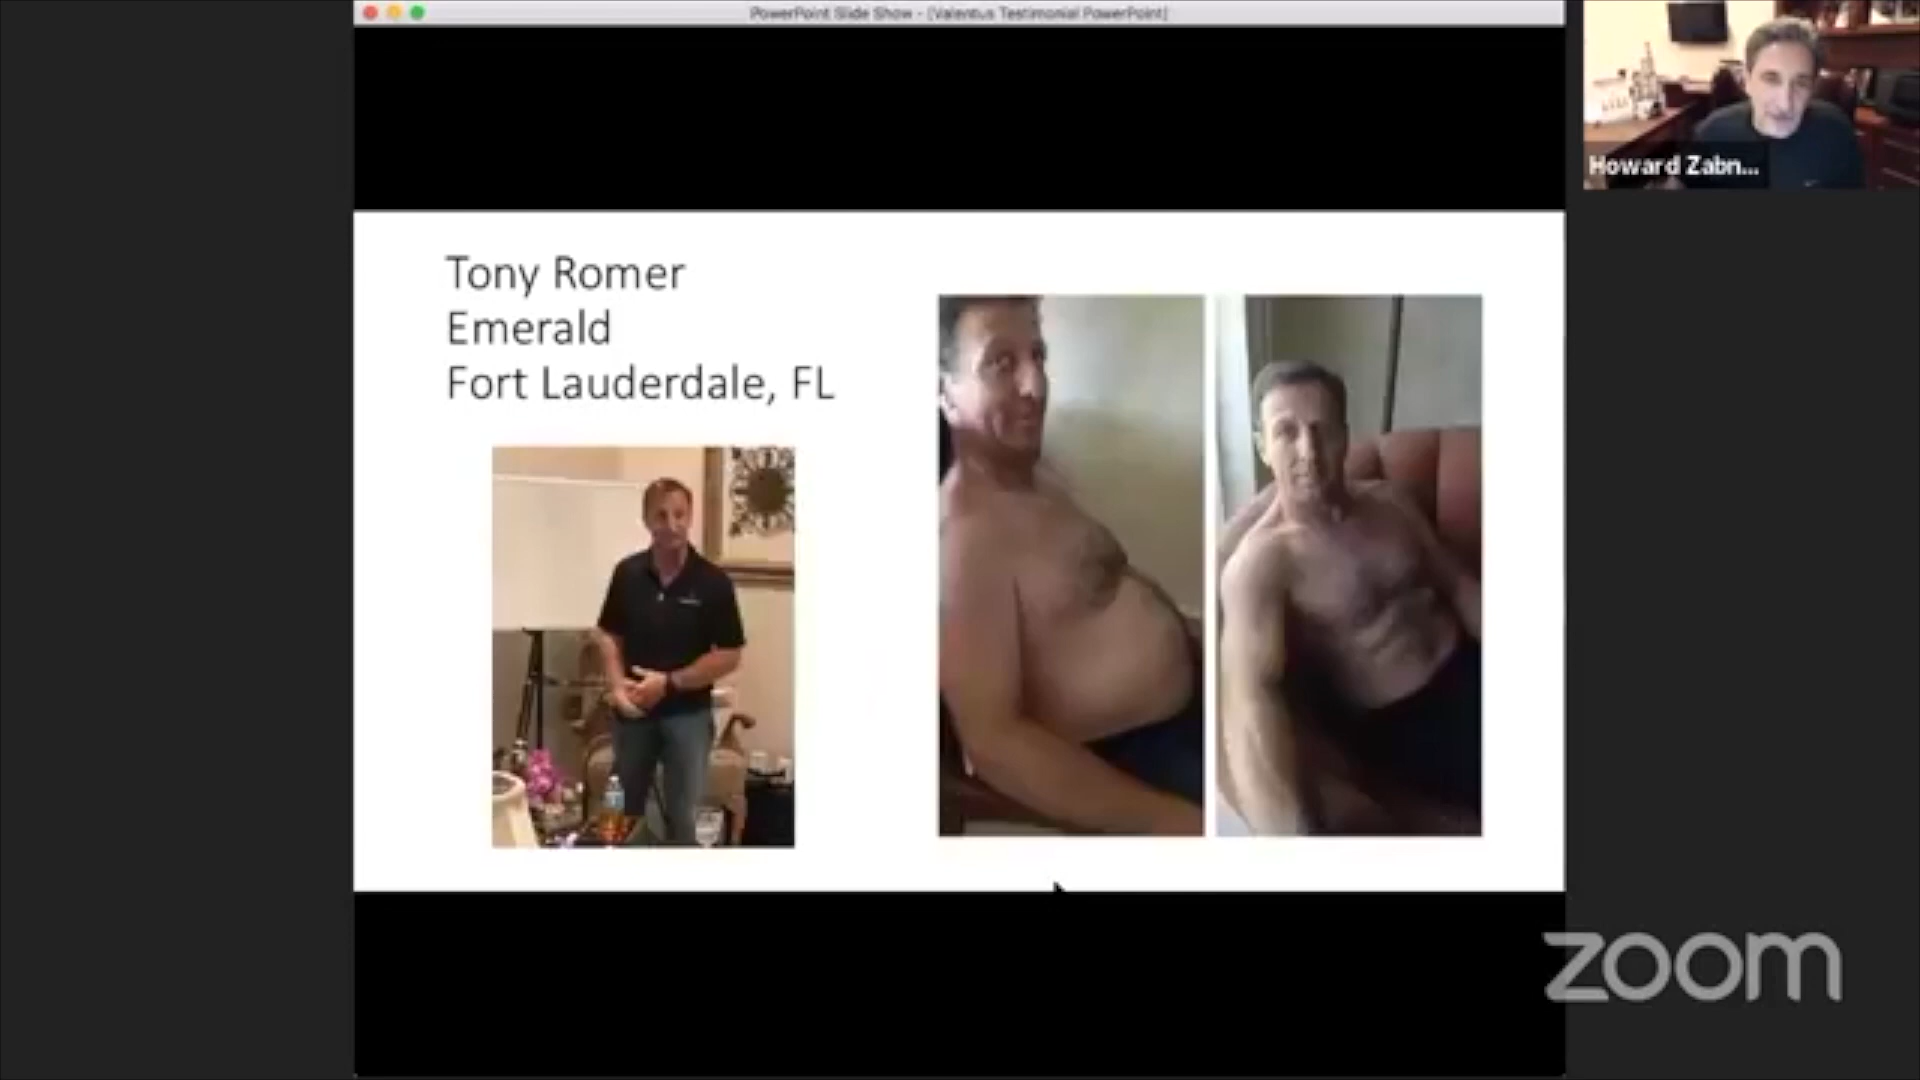 PowerPoint Slide Show - [Valentus Testimonial PowerPoint]
Howard Zabn...
Tony Romer
Emerald
Fort Lauderdale, FL
zoom